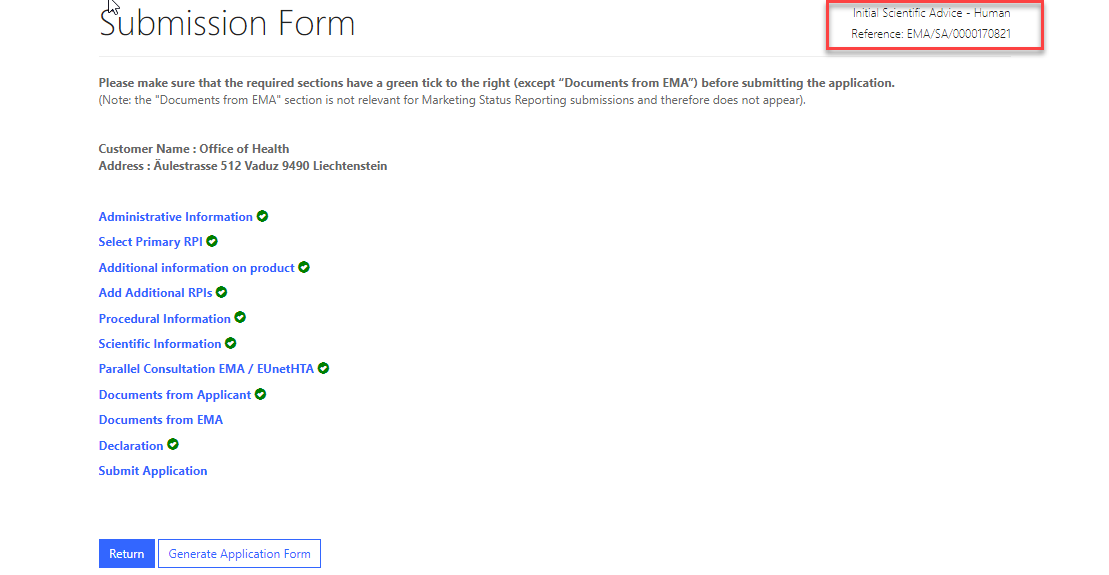 Submission Form
Initial Scientific Advice - Human
Reference: EMA/SA/0000170821
Please make sure that the required sections have a green tick to the right (except “Documents from EMA”) before submitting the application.
(Note: the "Documents from EMA" section is not relevant for Marketing Status Reporting submissions and therefore does not appear).
Customer Name : Office of Health
Address : Äulestrasse 512 Vaduz 9490 Liechtenstein
Administrative Information
Select Primary RPI
Additional information on product
Add Additional RPIs
Procedural Information
Scientific Information
Parallel Consultation EMA / EUnetHTA
Documents from Applicant
Documents from EMA
Declaration
Submit Application
Return
Generate Application Form